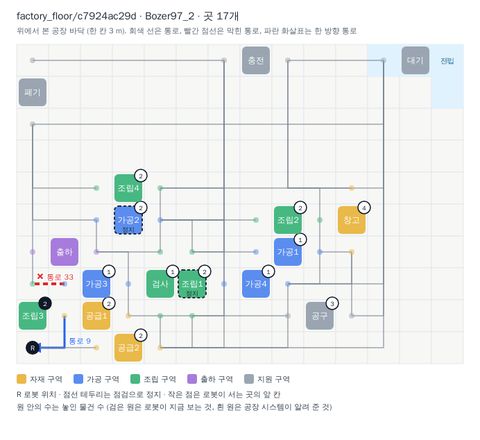 factory_floor/c7924ac29d · Bozer97_2 · 곳 17개
위에서 본 공장 바닥 (한 칸 3 m). 회색 선은 통로, 빨간 점선은 막힌 통로, 파란 화살표는 한 방향 통로
충전
대기
전립
폐기
조립4
2
가공2
2
정지
조립2
2
창고
4
출하
가공1
1
통로 33
가공3
1
검사
1
조립1
2
정지
가공4
1
조립3
2
공급1
2
공구
3
R
통로 9
공급2
2
자재 구역
가공 구역
조립 구역
출하 구역
지원 구역
R 로봇 위치 · 점선 테두리는 점검으로 정지 · 작은 점은 로봇이 서는 곳의 앞 칸
원 안의 수는 놓인 물건 수 (검은 원은 로봇이 지금 보는 것, 흰 원은 공장 시스템이 알려 준 것)